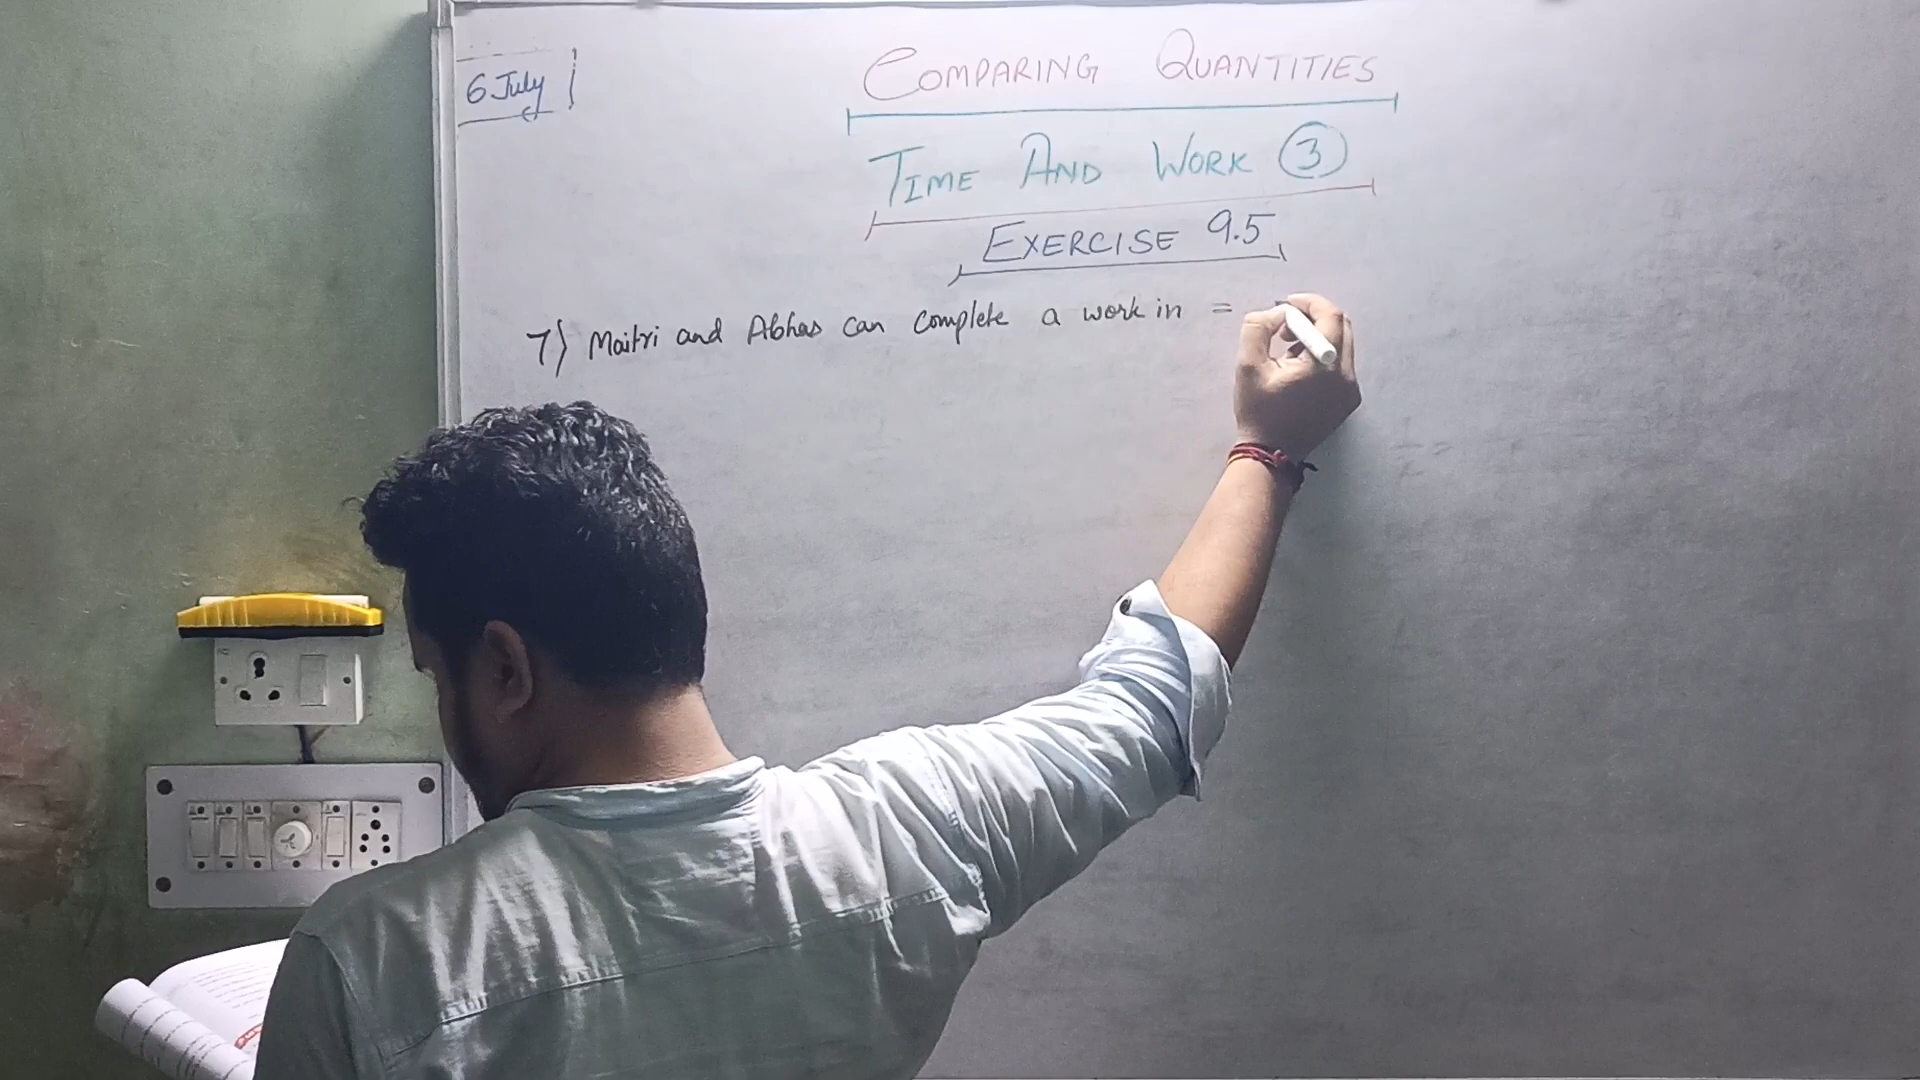 6 July
COMPARING QUANTITIES
TIME AND WORK 3
EXERCISE 9.5
7) Maitri and Abhas can complete a work in =